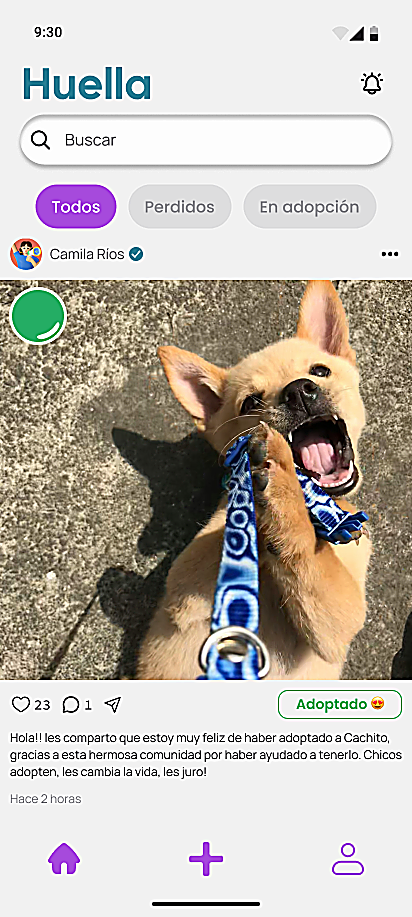 9:30
Huella
Buscar
Todos
Perdidos
En adopción
Camila Ríos
23
1
Adoptado 😍
Hola!! les comparto que estoy muy feliz de haber adoptado a Cachito,
gracias a esta hermosa comunidad por haber ayudado a tenerlo. Chicos
adopten, les cambia la vida, les juro!
Hace 2 horas